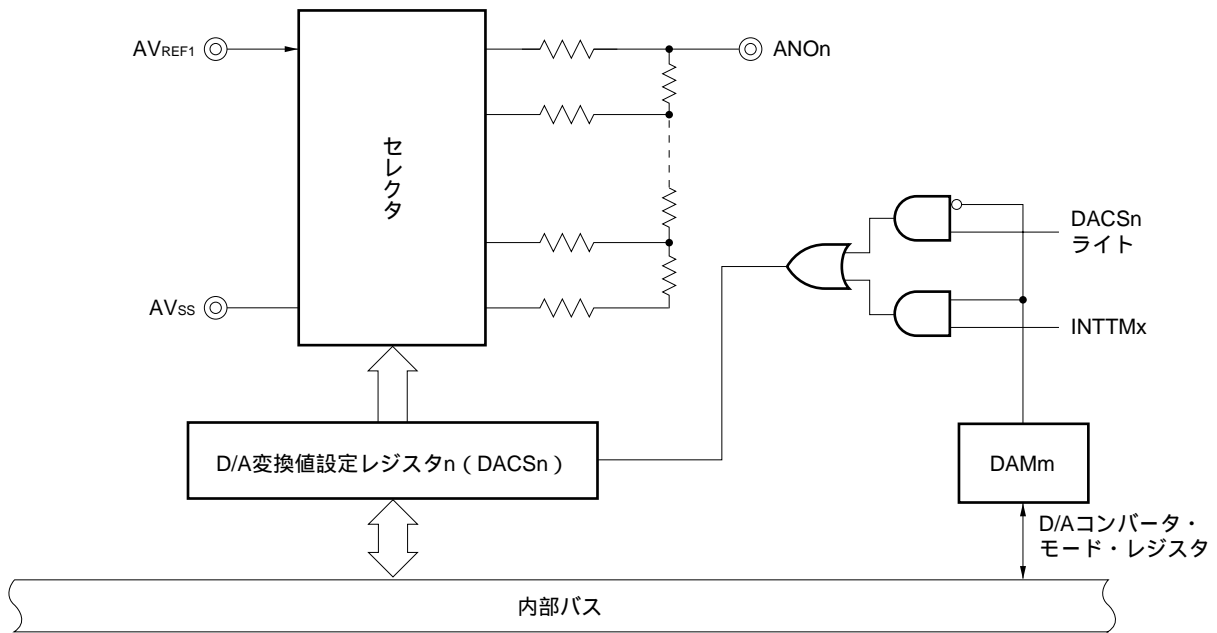 AVREF1
ANOn
セレクタ
DACSn
ライト
AVSS
INTTMx
D/A変換値設定レジスタn(DACSn)
DAMm
D/Aコンバータ・
モード・レジスタ
内部バス